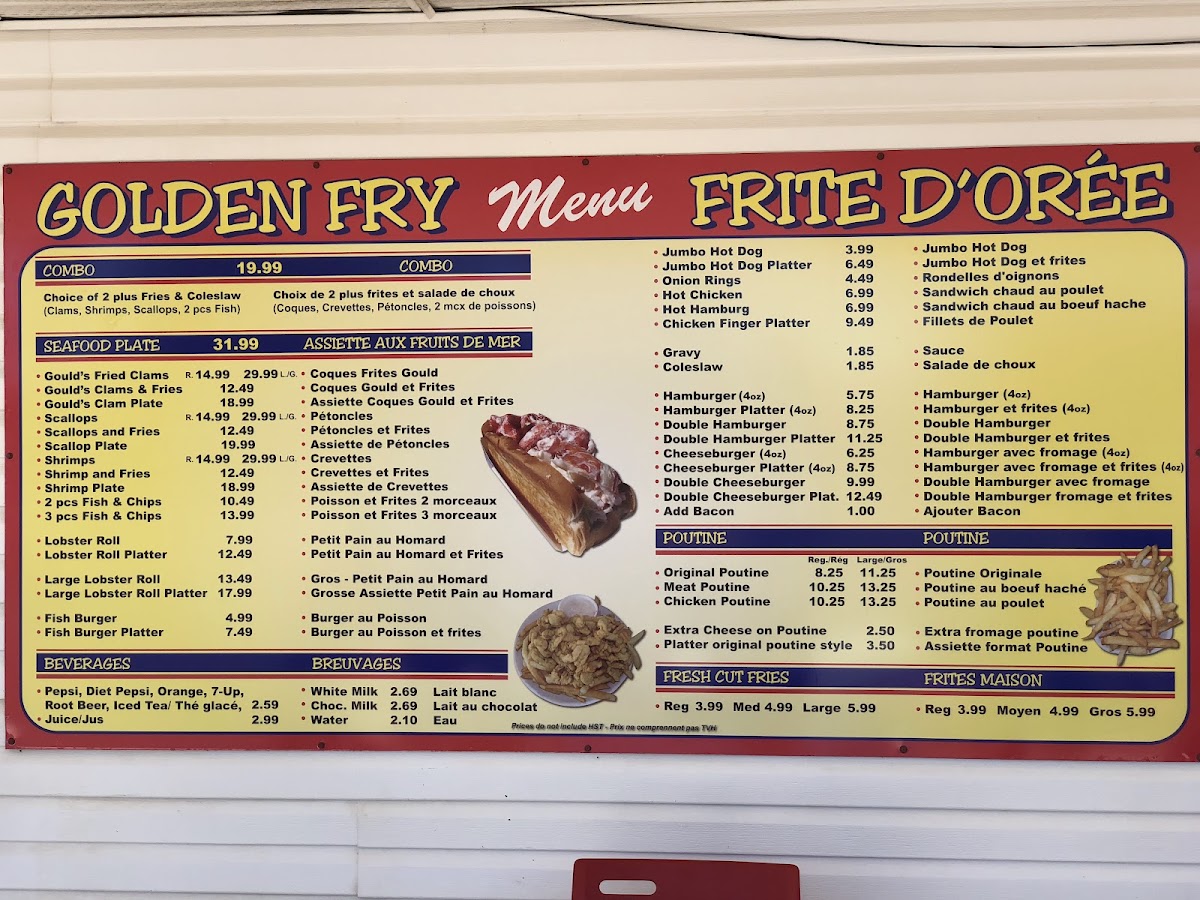 GOLDEN FRY Menu FRITE D'ORÉE
COMBO 19.99 COMBO
Choice of 2 plus Fries & Coleslaw Choix de 2 plus frites et salade de choux
(Clams, Shrimps, Scallops, 2 pcs Fish) (Coques, Crevettes, Pétoncles, 2 mcx de poissons)
SEAFOOD PLATE 31.99 ASSIETTE AUX FRUITS DE MER
• Gould's Fried Clams R. 14.99 29.99 L./G. • Coques Frites Gould
• Gould's Clams & Fries 12.49 • Coques Gould et Frites
• Gould's Clam Plate 18.99 • Assiette Coques Gould et Frites
• Scallops R. 14.99 29.99 L./G. • Pétoncles
• Scallops and Fries 12.49 • Pétoncles et Frites
• Scallop Plate 19.99 • Assiette de Pétoncles
• Shrimps R. 14.99 29.99 L./G. • Crevettes
• Shrimp and Fries 12.49 • Crevettes et Frites
• Shrimp Plate 18.99 • Assiette de Crevettes
• 2 pcs Fish & Chips 10.49 • Poisson et Frites 2 morceaux
• 3 pcs Fish & Chips 13.99 • Poisson et Frites 3 morceaux
• Lobster Roll 7.99 • Petit Pain au Homard
• Lobster Roll Platter 12.49 • Petit Pain au Homard et Frites
• Large Lobster Roll 13.49 • Gros - Petit Pain au Homard
• Large Lobster Roll Platter 17.99 • Grosse Assiette Petit Pain au Homard
• Fish Burger 4.99 • Burger au Poisson
• Fish Burger Platter 7.49 • Burger au Poisson et frites
BEVERAGES BREUVAGES
• Pepsi, Diet Pepsi, Orange, 7-Up, • White Milk 2.69 Lait blanc
Root Beer, Iced Tea/ Thé glacé, 2.59 • Choc. Milk 2.69 Lait au chocolat
• Juice/Jus 2.99 • Water 2.10 Eau
• Jumbo Hot Dog 3.99 • Jumbo Hot Dog
• Jumbo Hot Dog Platter 6.49 • Jumbo Hot Dog et frites
• Onion Rings 4.49 • Rondelles d'oignons
• Hot Chicken 6.99 • Sandwich chaud au poulet
• Hot Hamburg 6.99 • Sandwich chaud au boeuf hache
• Chicken Finger Platter 9.49 • Fillets de Poulet
• Gravy 1.85 • Sauce
• Coleslaw 1.85 • Salade de choux
• Hamburger (4oz) 5.75 • Hamburger (4oz)
• Hamburger Platter (4oz) 8.25 • Hamburger et frites (4oz)
• Double Hamburger 8.75 • Double Hamburger
• Double Hamburger Platter 11.25 • Double Hamburger et frites
• Cheeseburger (4oz) 6.25 • Hamburger avec fromage (4oz)
• Cheeseburger Platter (4oz) 8.75 • Hamburger avec fromage et frites (4oz)
• Double Cheeseburger 9.99 • Double Hamburger avec fromage
• Double Cheeseburger Plat. 12.49 • Double Hamburger fromage et frites
• Add Bacon 1.00 • Ajouter Bacon
POUTINE POUTINE
Reg./Rég Large/Gros
• Original Poutine 8.25 11.25 • Poutine Originale
• Meat Poutine 10.25 13.25 • Poutine au boeuf haché
• Chicken Poutine 10.25 13.25 • Poutine au poulet
• Extra Cheese on Poutine 2.50 • Extra fromage poutine
• Platter original poutine style 3.50 • Assiette format Poutine
FRESH CUT FRIES FRITES MAISON
• Reg 3.99 Med 4.99 Large 5.99 • Reg 3.99 Moyen 4.99 Gros 5.99
Prices do not include HST - Prix ne comprennent pas TVH